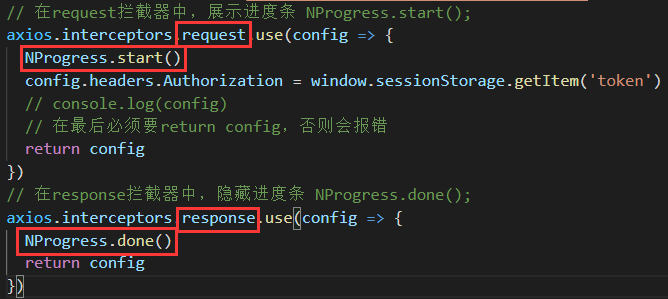 // 在request拦截器中，展示进度条 NProgress.start();
axios.interceptors.request.use(config => {
  NProgress.start()
  config.headers.Authorization = window.sessionStorage.getItem('token')
  // console.log(config)
  // 在最后必须要return config，否则会报错
  return config
})
// 在response拦截器中，隐藏进度条 NProgress.done();
axios.interceptors.response.use(config => {
  NProgress.done()
  return config
})